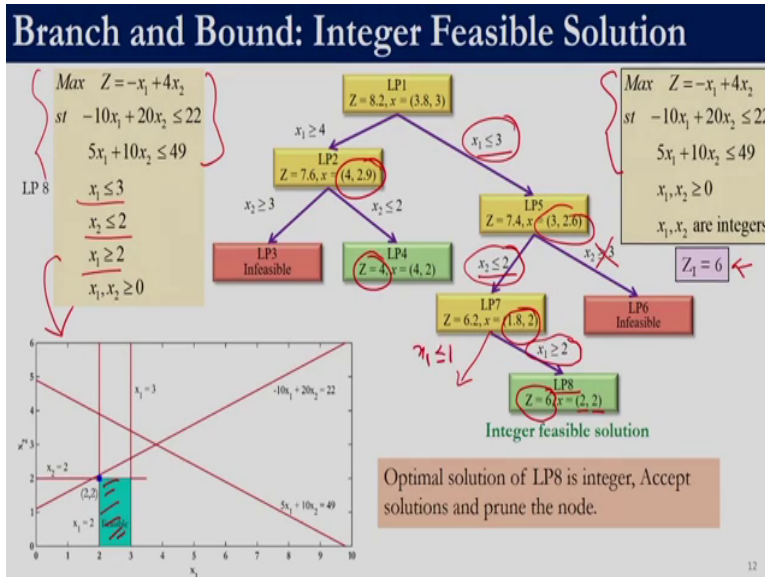 Branch and Bound: Integer Feasible Solution
Max Z = -x₁ + 4x₂
st -10x₁ + 20x₂ ≤ 22
5x₁ + 10x₂ ≤ 49
LP 8
x₁ ≤ 3
x₂ ≤ 2
x₁ ≥ 2
x₁, x₂ ≥ 0
LP1
Z = 8.2, x = (3.8, 3)
x₁ ≥ 4
x₁ ≤ 3
LP2
Z = 7.6, x = (4, 2.9)
x₂ ≥ 3
x₂ ≤ 2
LP3
Infeasible
LP4
Z = 4, x = (4, 2)
LP5
Z = 7.4, x = (3, 2.6)
x₂ ≤ 2
x₂ ≥ 3
LP7
Z = 6.2, x = (1.8, 2)
LP6
Infeasible
x₁ ≤ 1
x₁ ≥ 2
LP8
Z = 6, x = (2, 2)
Integer feasible solution
Max Z = -x₁ + 4x₂
st -10x₁ + 20x₂ ≤ 22
5x₁ + 10x₂ ≤ 49
x₁, x₂ ≥ 0
x₁, x₂ are integers
Z₁ = 6
6
5
4
3
2
1
0
x₂
x₁ = 3
-10x₁ + 20x₂ = 22
x₂ = 2
(2,2)
x₁ = 2
5x₁ + 10x₂ = 49
0 1 2 3 4 5 6 7 8 9 10
x₁
Optimal solution of LP8 is integer, Accept
solutions and prune the node.
12